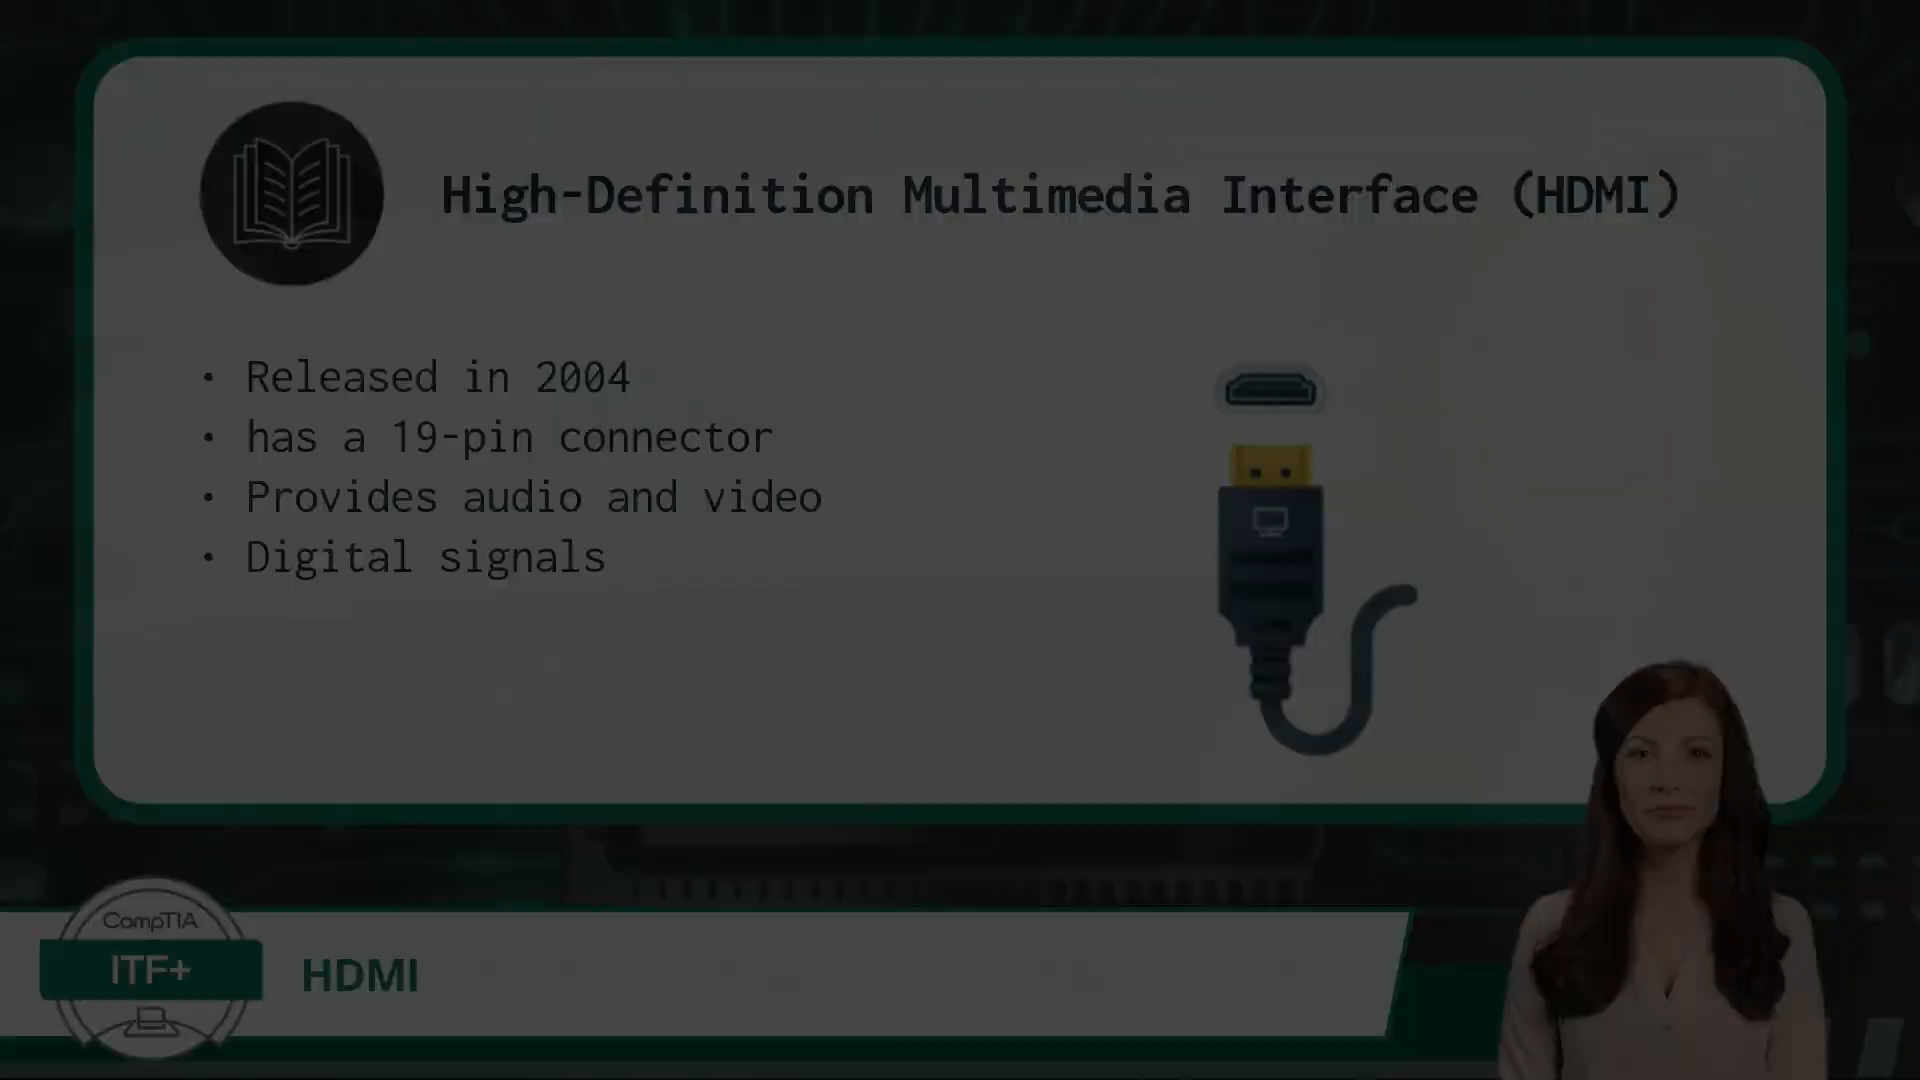 High-Definition Multimedia Interface (HDMI)
• Released in 2004
• has a 19-pin connector
• Provides audio and video
• Digital signals
CompTIA
ITF+
HDMI